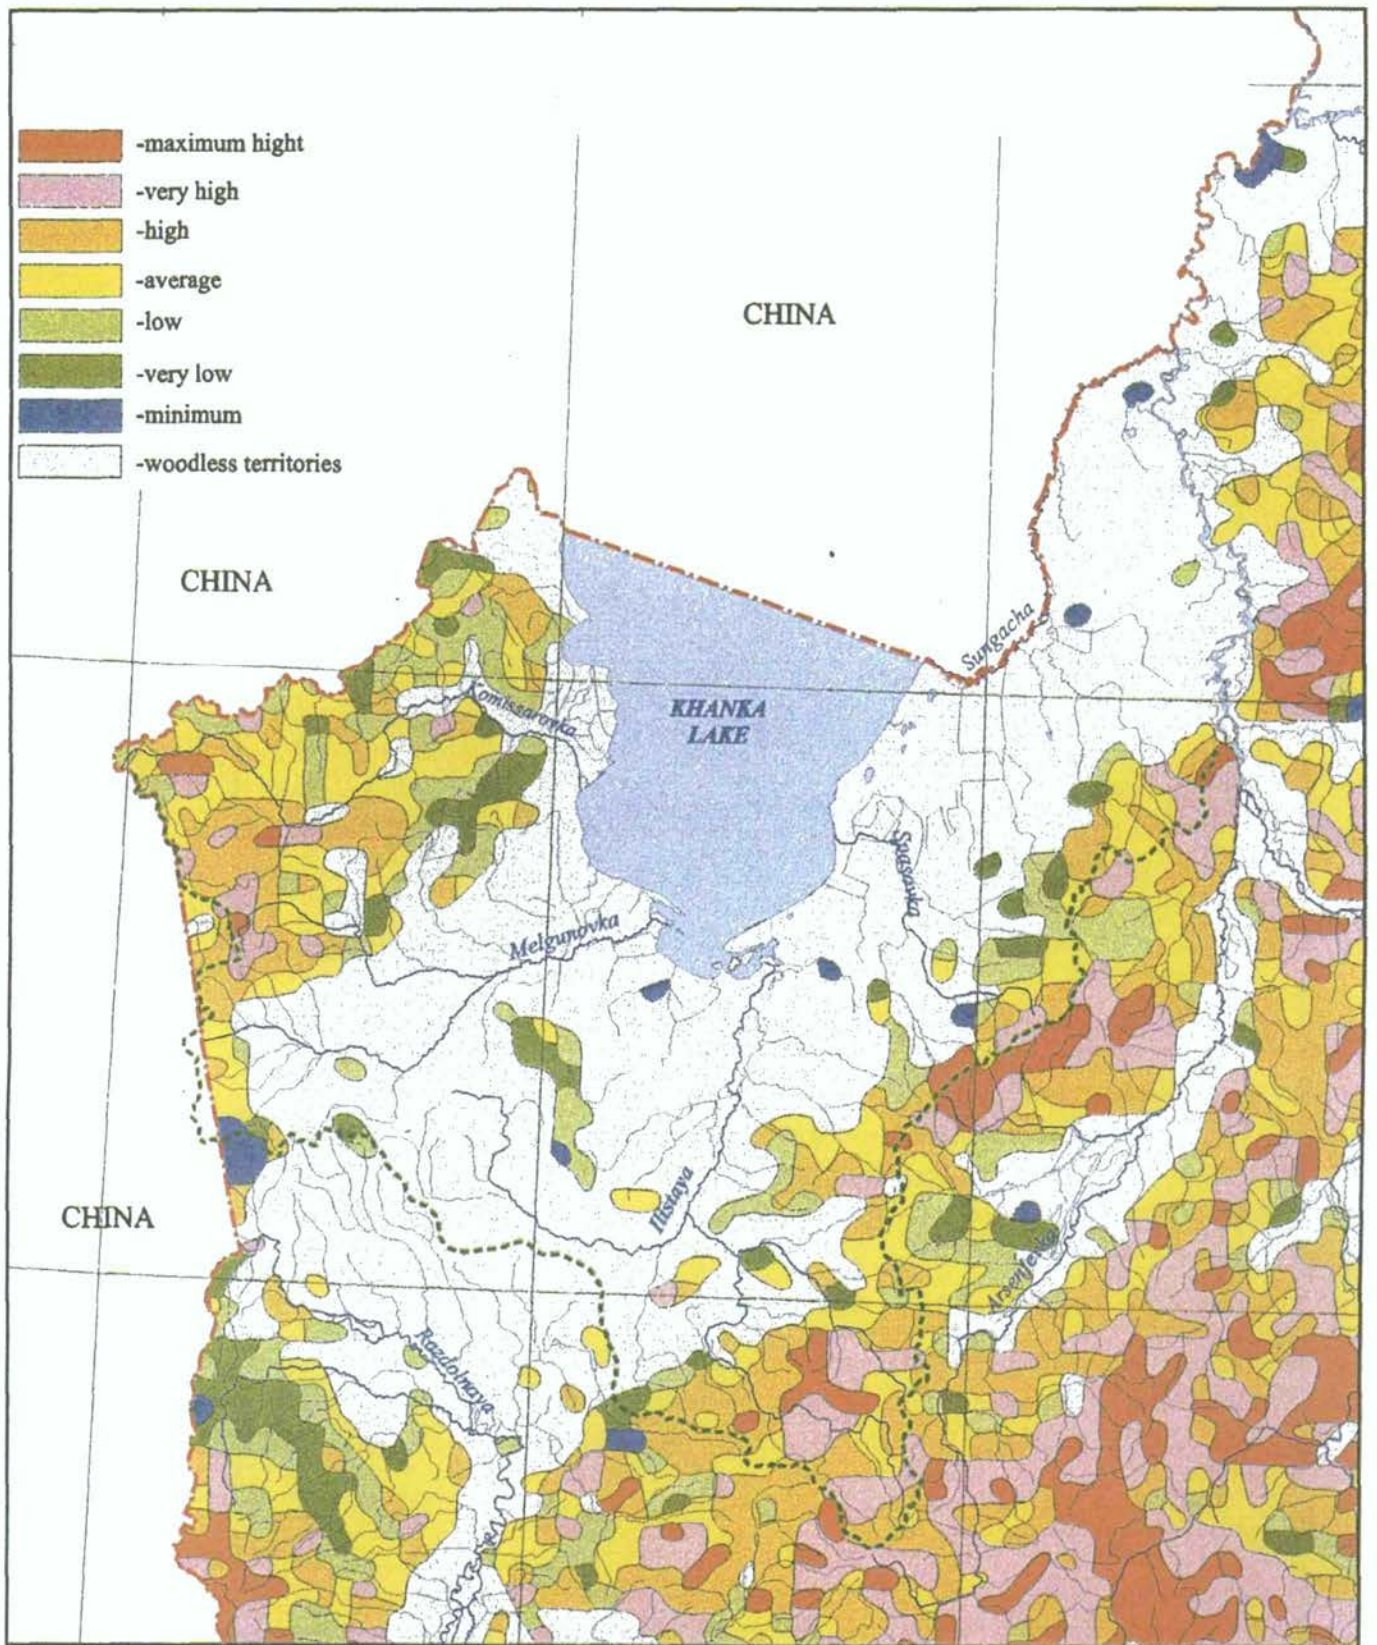 -maximum hight
-very high
-high
-average
-low
-very low
-minimum
-woodless territories
CHINA
CHINA
Sungacha
KHANKA
LAKE
Komissarovka
Spasovka
Melgunovka
Ilistaya
CHINA
Arsenjevka
Razdolnaya